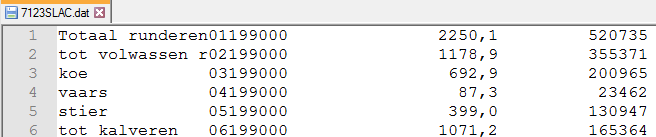 7123SLAC.dat
1 Totaal runderen01199000 2250,1 520735
2 tot volwassen r02199000 1178,9 355371
3 koe 03199000 692,9 200965
4 vaars 04199000 87,3 23462
5 stier 05199000 399,0 130947
6 tot kalveren 06199000 1071,2 165364